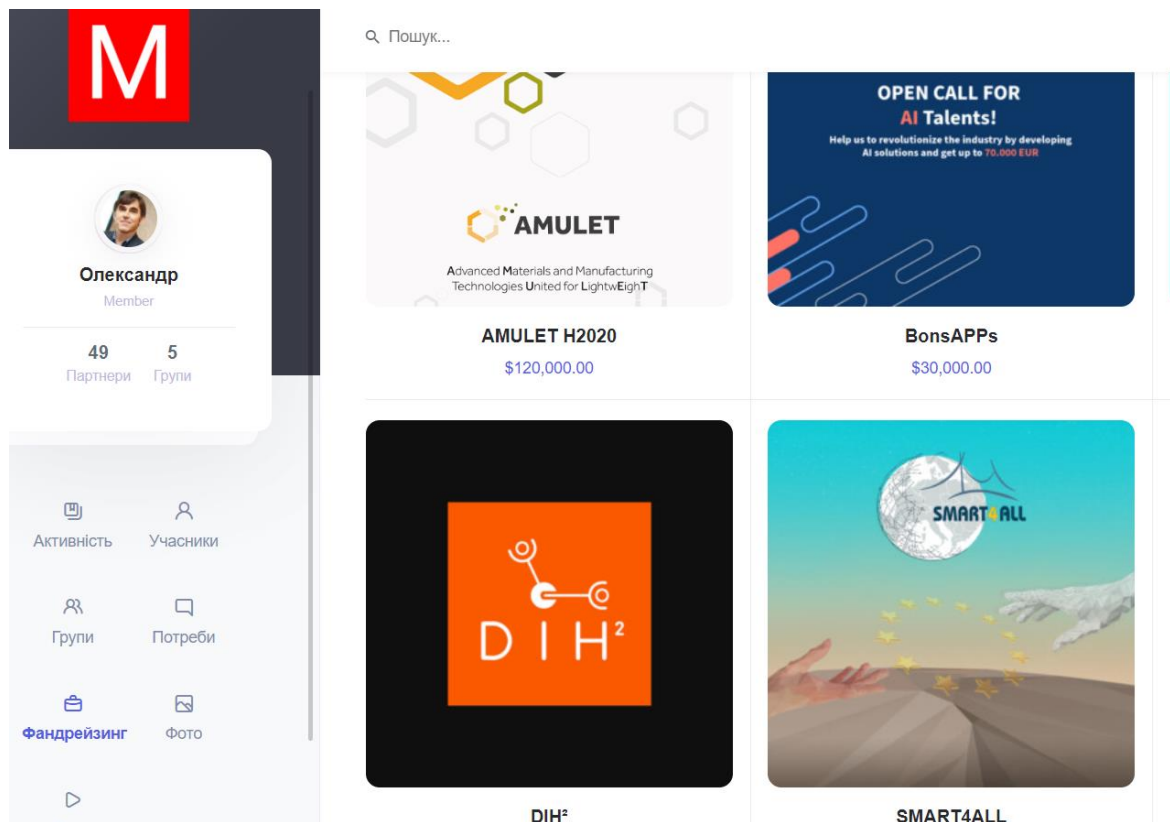 M
Олександр
Member
49 5
Партнери Групи
Активність Учасники
Групи Потреби
Фандрейзинг Фото
Пошук...
AMULET
Advanced Materials and Manufacturing
Technologies United for LightwEighT
AMULET H2020
$120,000.00
OPEN CALL FOR
AI Talents!
Help us to revolutionize the industry by developing
AI solutions and get up to 70.000 EUR
BonsAPPs
$30,000.00
DIH²
DIH²
SMART4ALL
SMART4ALL